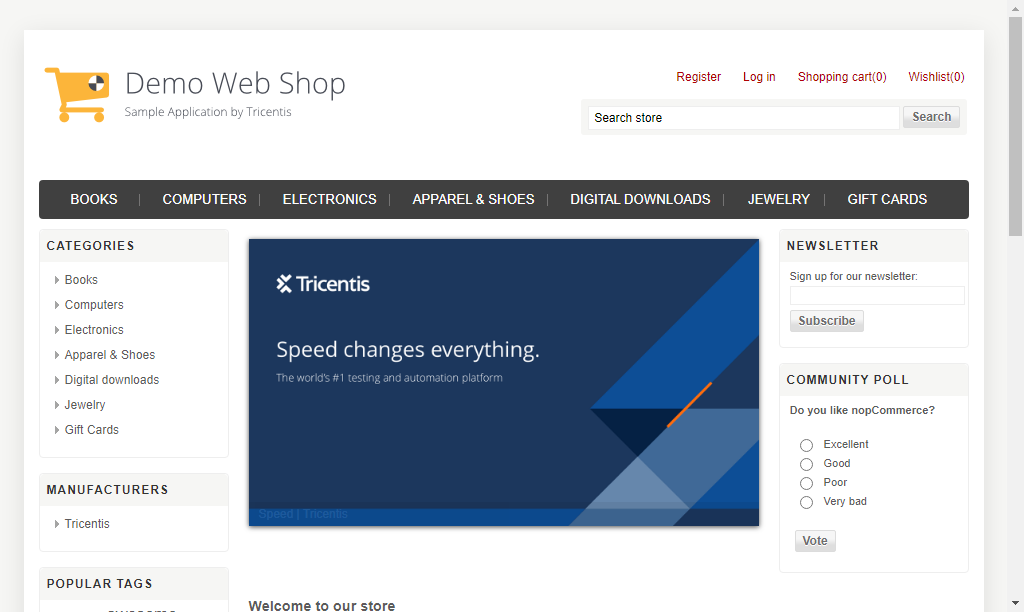 Demo Web Shop
Sample Application by Tricentis
Register Log in Shopping cart(0) Wishlist(0)
Search store Search
BOOKS COMPUTERS ELECTRONICS APPAREL & SHOES DIGITAL DOWNLOADS JEWELRY GIFT CARDS
CATEGORIES
Books
Computers
Electronics
Apparel & Shoes
Digital downloads
Jewelry
Gift Cards
MANUFACTURERS
Tricentis
POPULAR TAGS
Tricentis
Speed changes everything.
The world's #1 testing and automation platform
Speed | Tricentis
Welcome to our store
NEWSLETTER
Sign up for our newsletter:
Subscribe
COMMUNITY POLL
Do you like nopCommerce?
Excellent
Good
Poor
Very bad
Vote